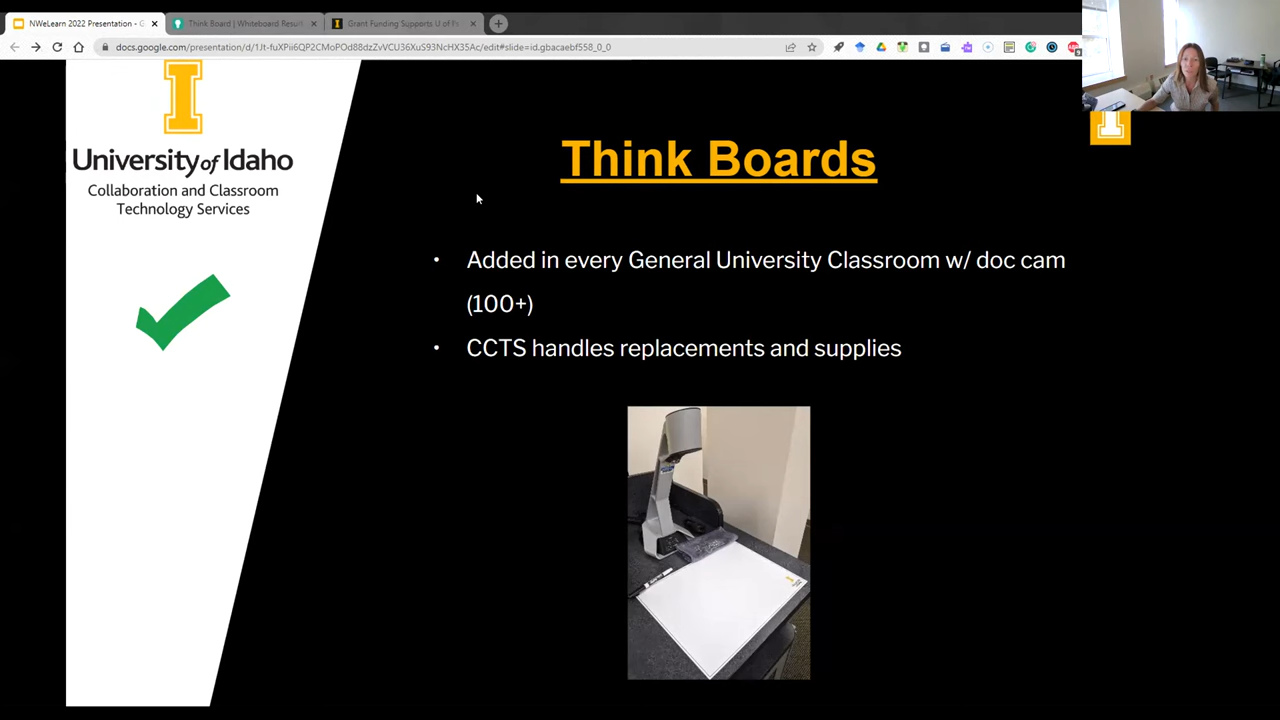 NWeLearn 2022 Presentation - G
Think Board | Whiteboard Result
Grant Funding Supports U of I's
docs.google.com/presentation/d/1Jt-fuXPii6QP2CMoPOd88dzZvVCU36XuS93NcHX35Ac/edit#slide=id.gbacaebf558_0_0
University of Idaho
Collaboration and Classroom
Technology Services
Think Boards
• Added in every General University Classroom w/ doc cam
(100+)
• CCTS handles replacements and supplies